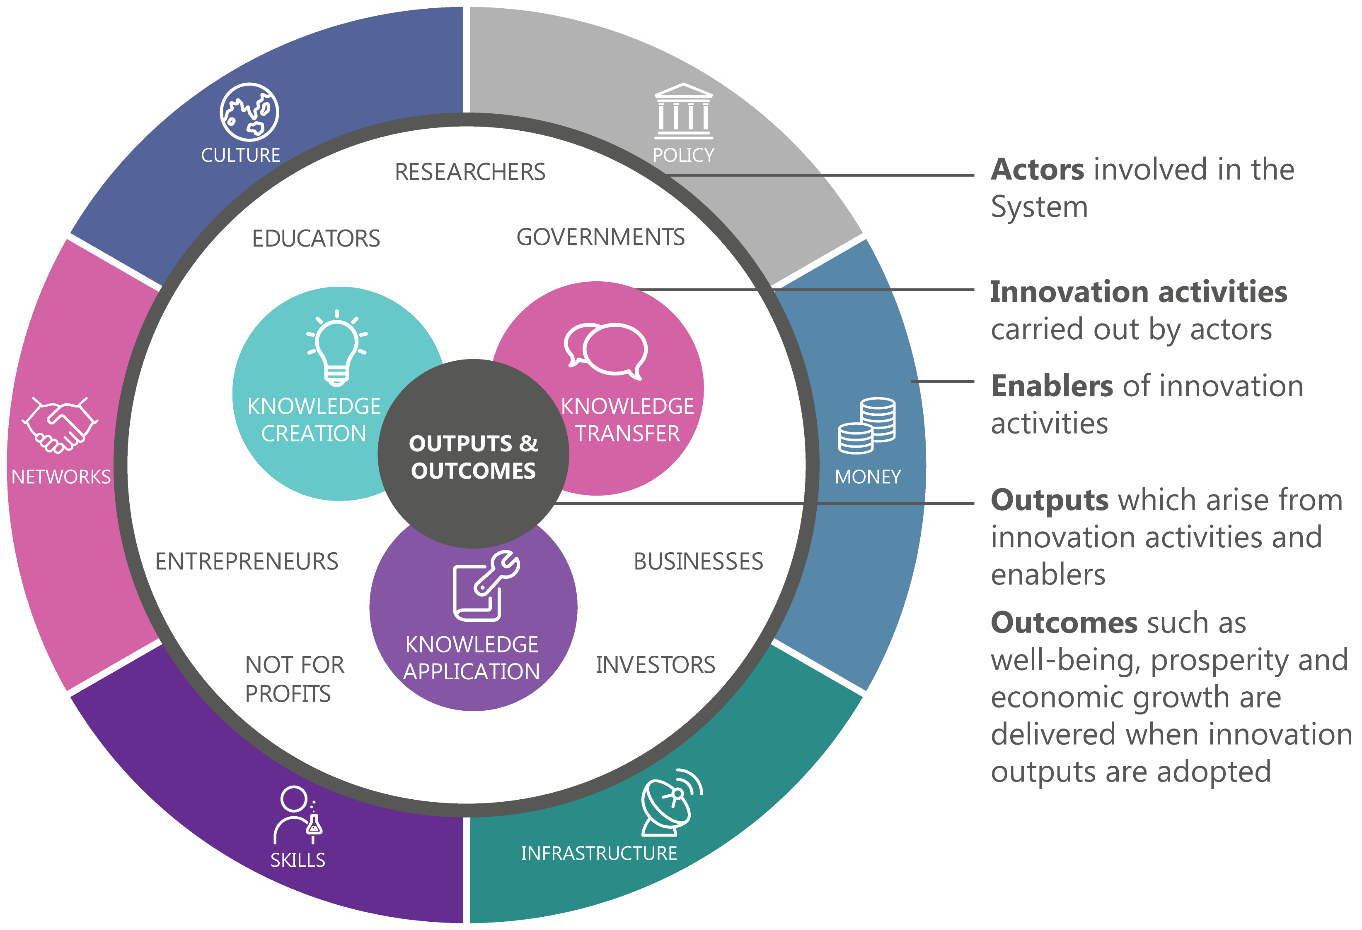 CULTURE
POLICY
RESEARCHERS
EDUCATORS
GOVERNMENTS
KNOWLEDGE
CREATION
KNOWLEDGE
TRANSFER
OUTPUTS &
OUTCOMES
NETWORKS
MONEY
ENTREPRENEURS
BUSINESSES
KNOWLEDGE
APPLICATION
NOT FOR
PROFITS
INVESTORS
SKILLS
INFRASTRUCTURE
Actors involved in the
System
Innovation activities
carried out by actors
Enablers of innovation
activities
Outputs which arise from
innovation activities and
enablers
Outcomes such as
well-being, prosperity and
economic growth are
delivered when innovation
outputs are adopted